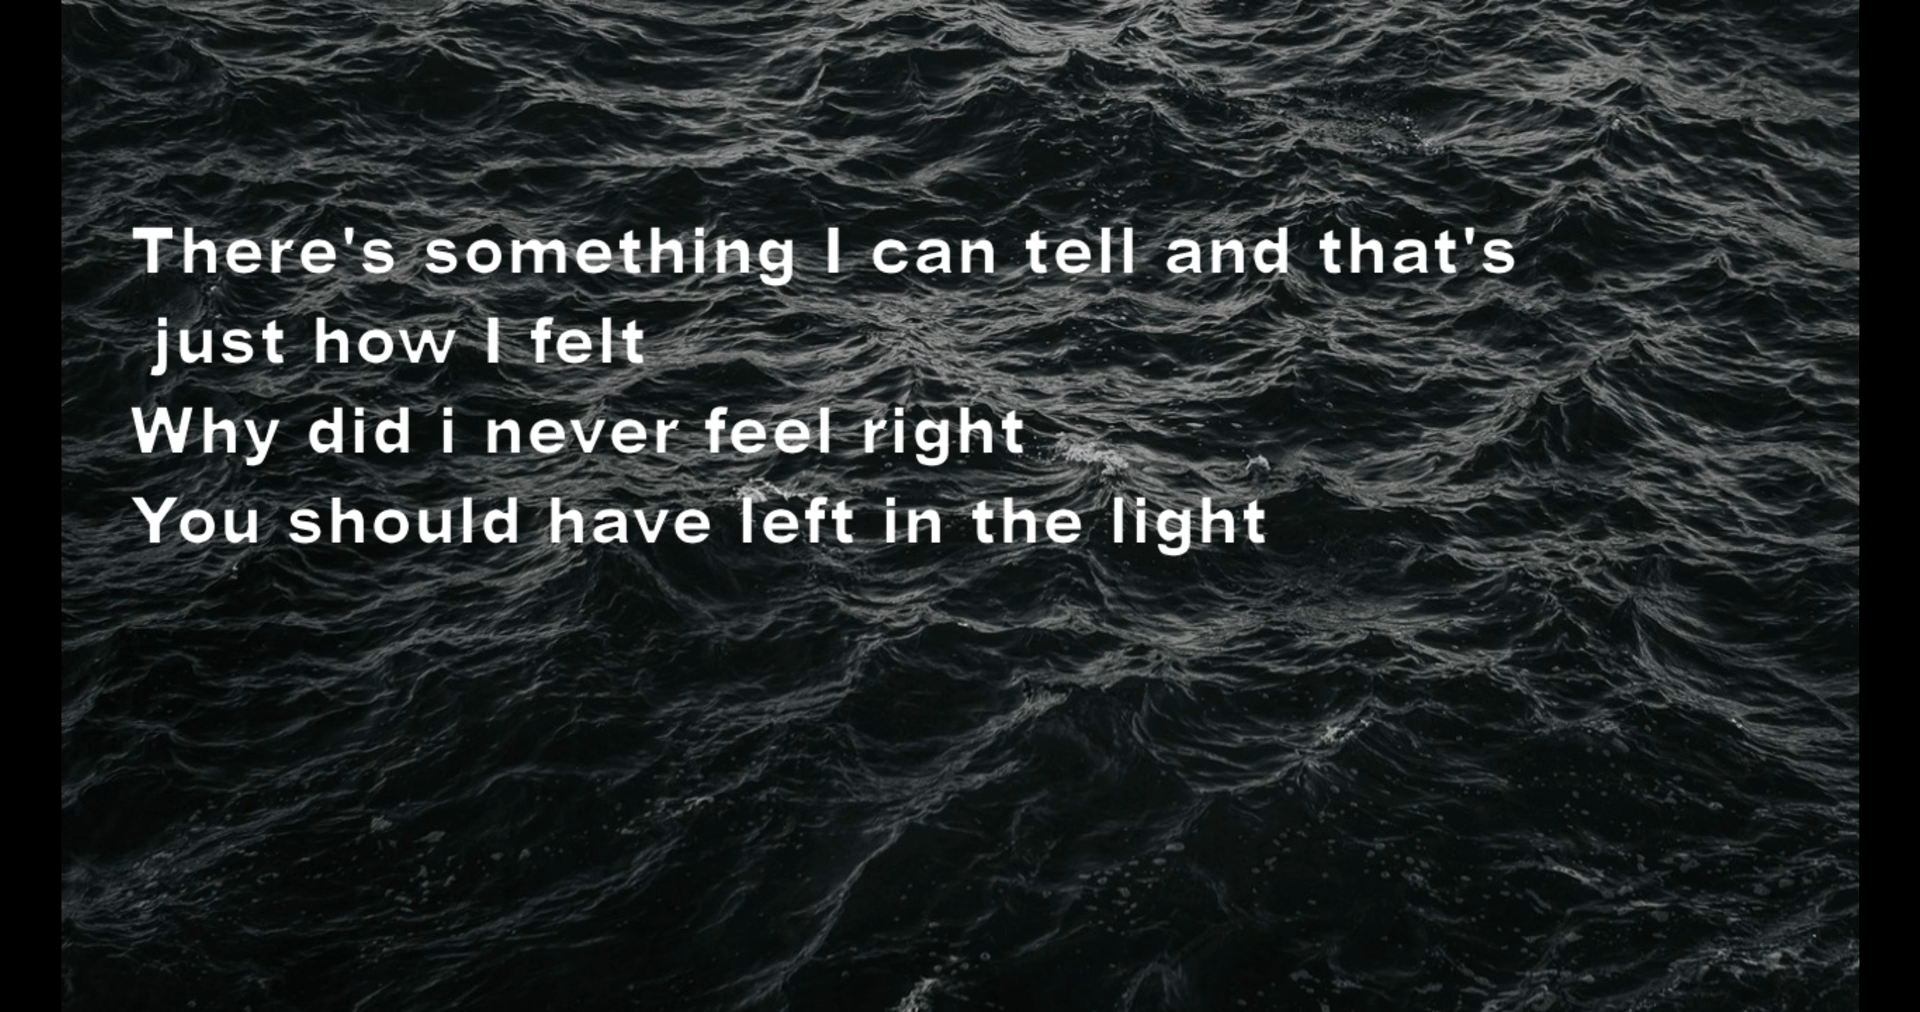 There's something I can tell and that's
just how I felt
Why did i never feel right
You should have left in the light